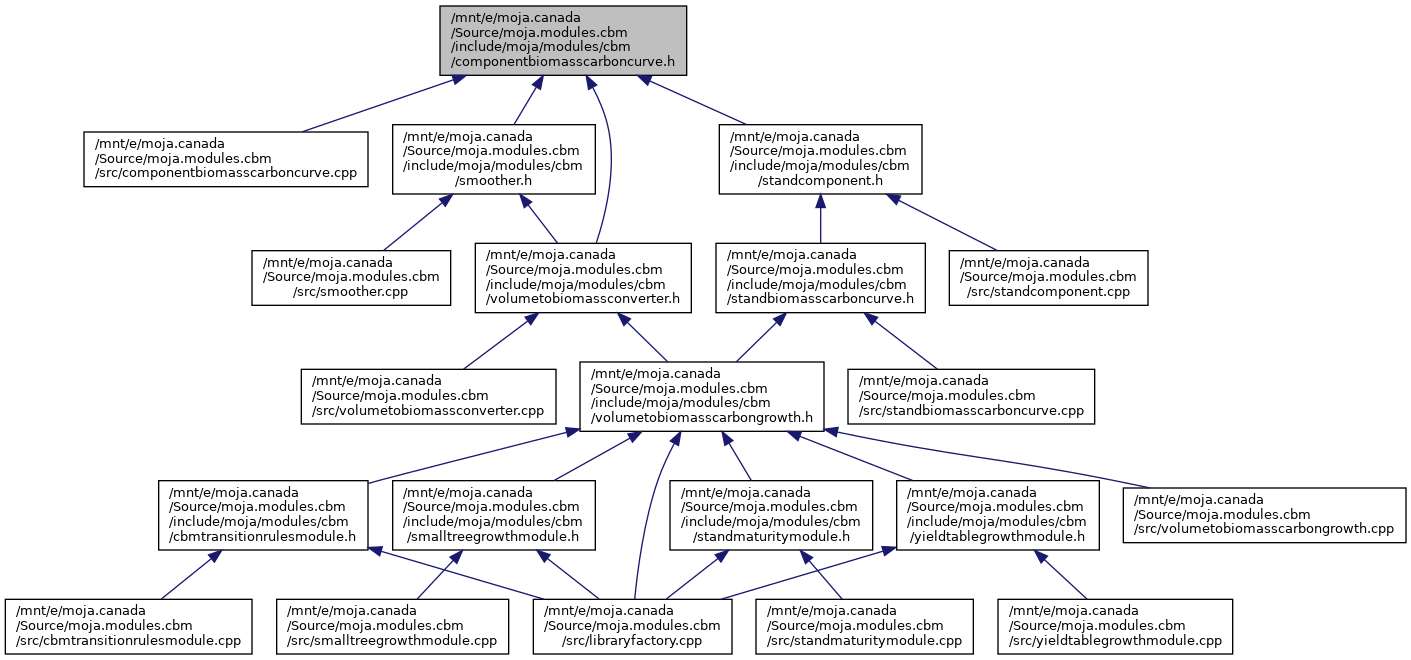 /mnt/e/moja.canada
/Source/moja.modules.cbm
/include/moja/modules/cbm
/componentbiomasscarboncurve.h
/mnt/e/moja.canada
/Source/moja.modules.cbm
/src/componentbiomasscarboncurve.cpp
/mnt/e/moja.canada
/Source/moja.modules.cbm
/include/moja/modules/cbm
/smoother.h
/mnt/e/moja.canada
/Source/moja.modules.cbm
/include/moja/modules/cbm
/standcomponent.h
/mnt/e/moja.canada
/Source/moja.modules.cbm
/src/smoother.cpp
/mnt/e/moja.canada
/Source/moja.modules.cbm
/include/moja/modules/cbm
/volumetobiomassconverter.h
/mnt/e/moja.canada
/Source/moja.modules.cbm
/include/moja/modules/cbm
/standbiomasscarboncurve.h
/mnt/e/moja.canada
/Source/moja.modules.cbm
/src/standcomponent.cpp
/mnt/e/moja.canada
/Source/moja.modules.cbm
/src/volumetobiomassconverter.cpp
/mnt/e/moja.canada
/Source/moja.modules.cbm
/include/moja/modules/cbm
/volumetobiomasscarbongrowth.h
/mnt/e/moja.canada
/Source/moja.modules.cbm
/src/standbiomasscarboncurve.cpp
/mnt/e/moja.canada
/Source/moja.modules.cbm
/include/moja/modules/cbm
/cbmtransitionrulesmodule.h
/mnt/e/moja.canada
/Source/moja.modules.cbm
/include/moja/modules/cbm
/smalltreegrowthmodule.h
/mnt/e/moja.canada
/Source/moja.modules.cbm
/include/moja/modules/cbm
/standmaturitymodule.h
/mnt/e/moja.canada
/Source/moja.modules.cbm
/include/moja/modules/cbm
/yieldtablegrowthmodule.h
/mnt/e/moja.canada
/Source/moja.modules.cbm
/src/volumetobiomasscarbongrowth.cpp
/mnt/e/moja.canada
/Source/moja.modules.cbm
/src/cbmtransitionrulesmodule.cpp
/mnt/e/moja.canada
/Source/moja.modules.cbm
/src/smalltreegrowthmodule.cpp
/mnt/e/moja.canada
/Source/moja.modules.cbm
/src/libraryfactory.cpp
/mnt/e/moja.canada
/Source/moja.modules.cbm
/src/standmaturitymodule.cpp
/mnt/e/moja.canada
/Source/moja.modules.cbm
/src/yieldtablegrowthmodule.cpp